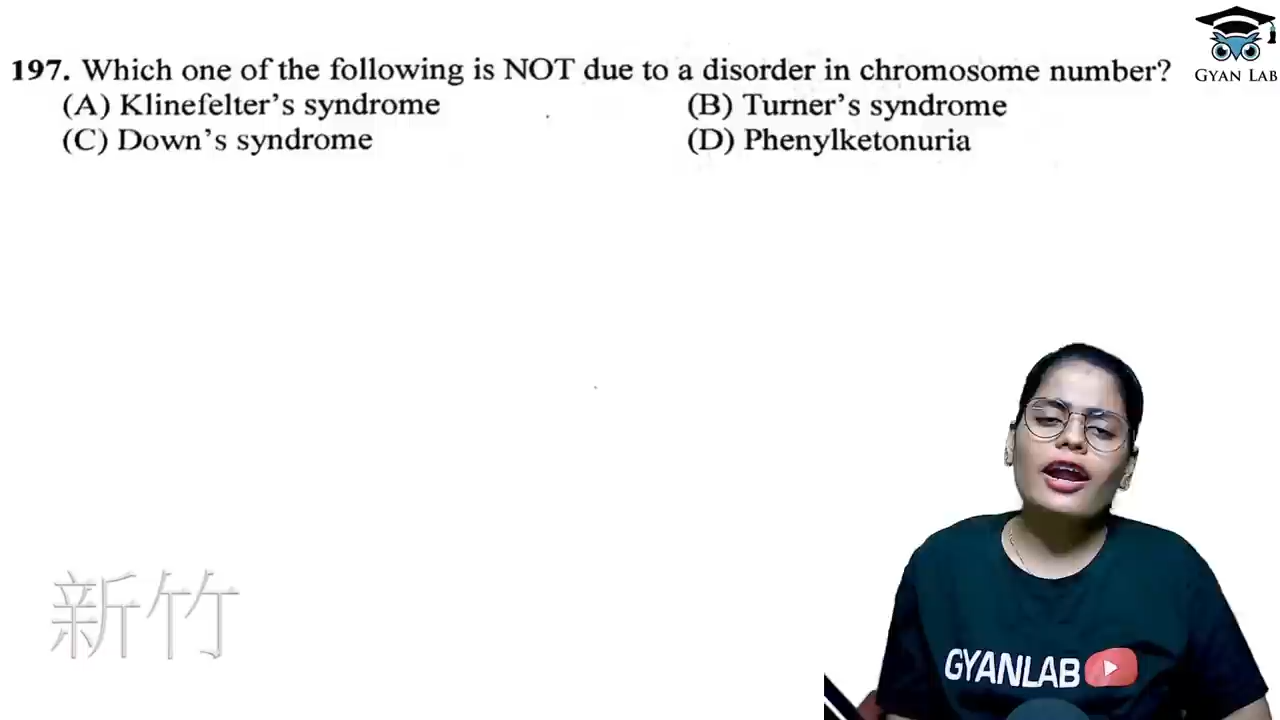 197. Which one of the following is NOT due to a disorder in chromosome number?
(A) Klinefelter's syndrome (B) Turner's syndrome
(C) Down's syndrome (D) Phenylketonuria
GYAN LAB
新竹
GYANLAB